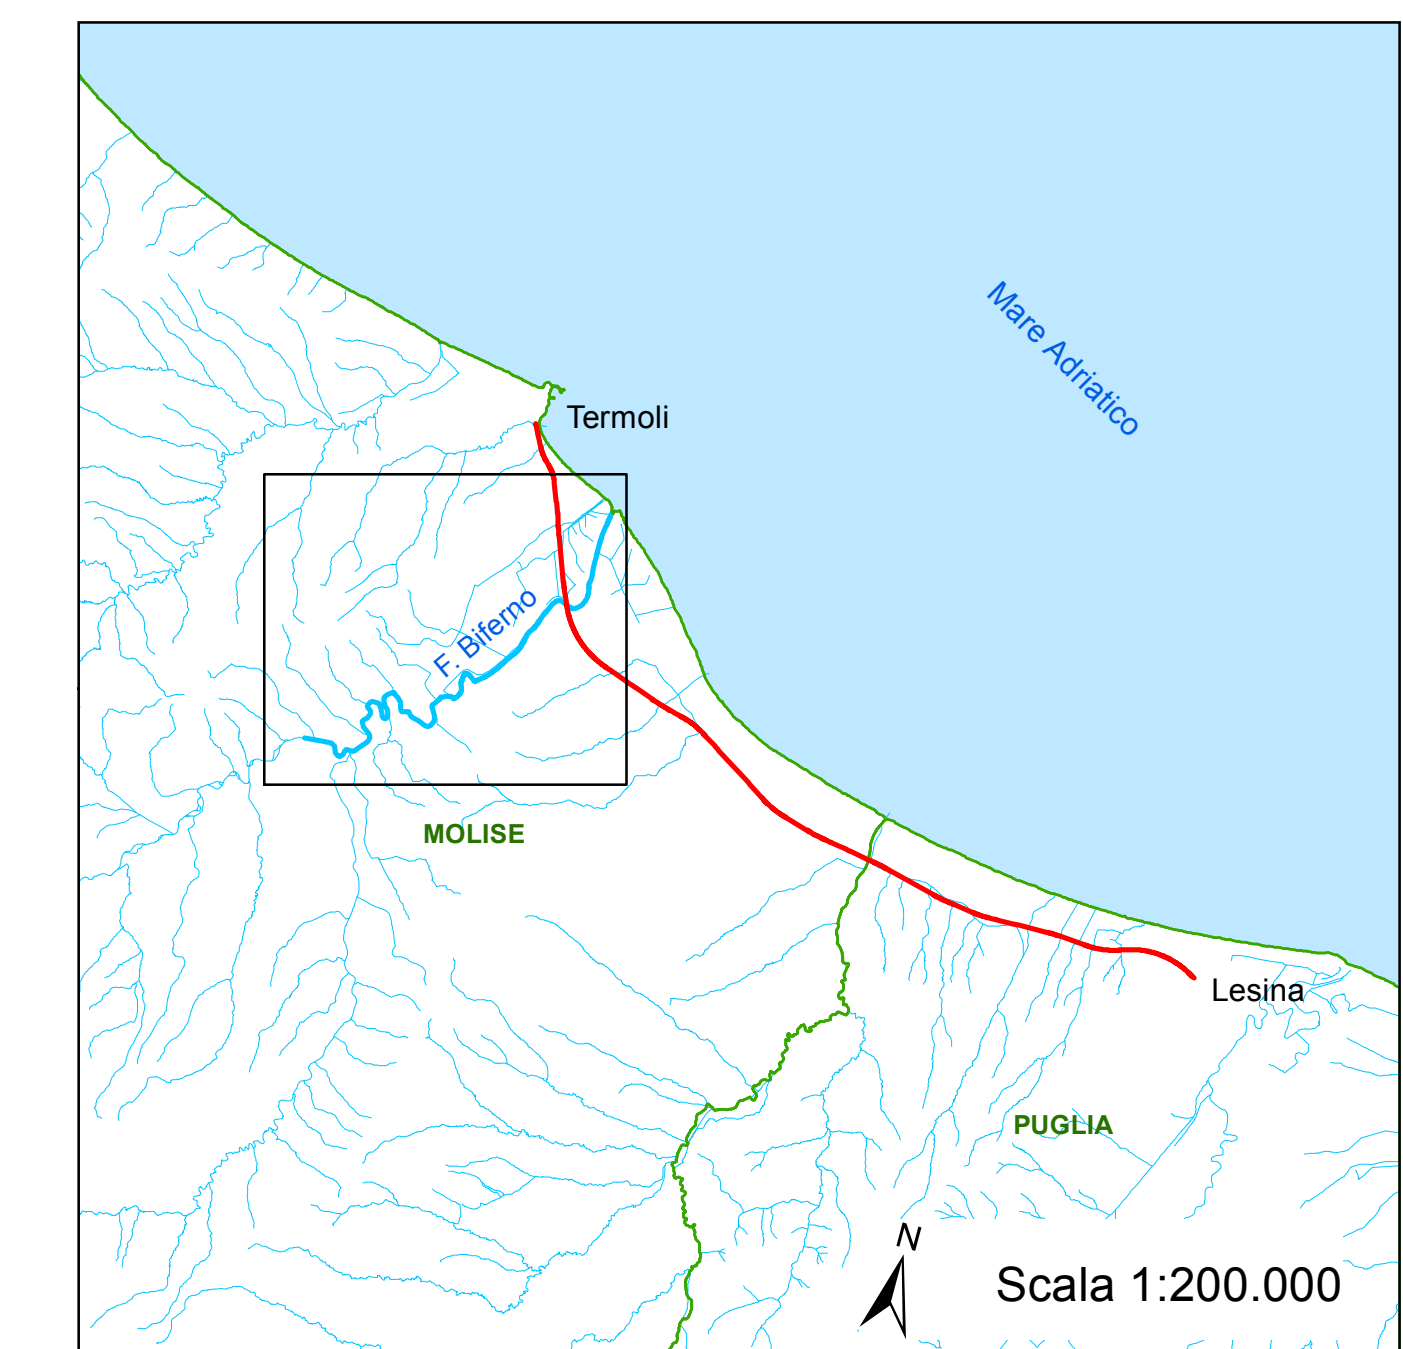 Mare Adriatico
Termoli
F. Biferno
MOLISE
Lesina
PUGLIA
N
Scala 1:200.000